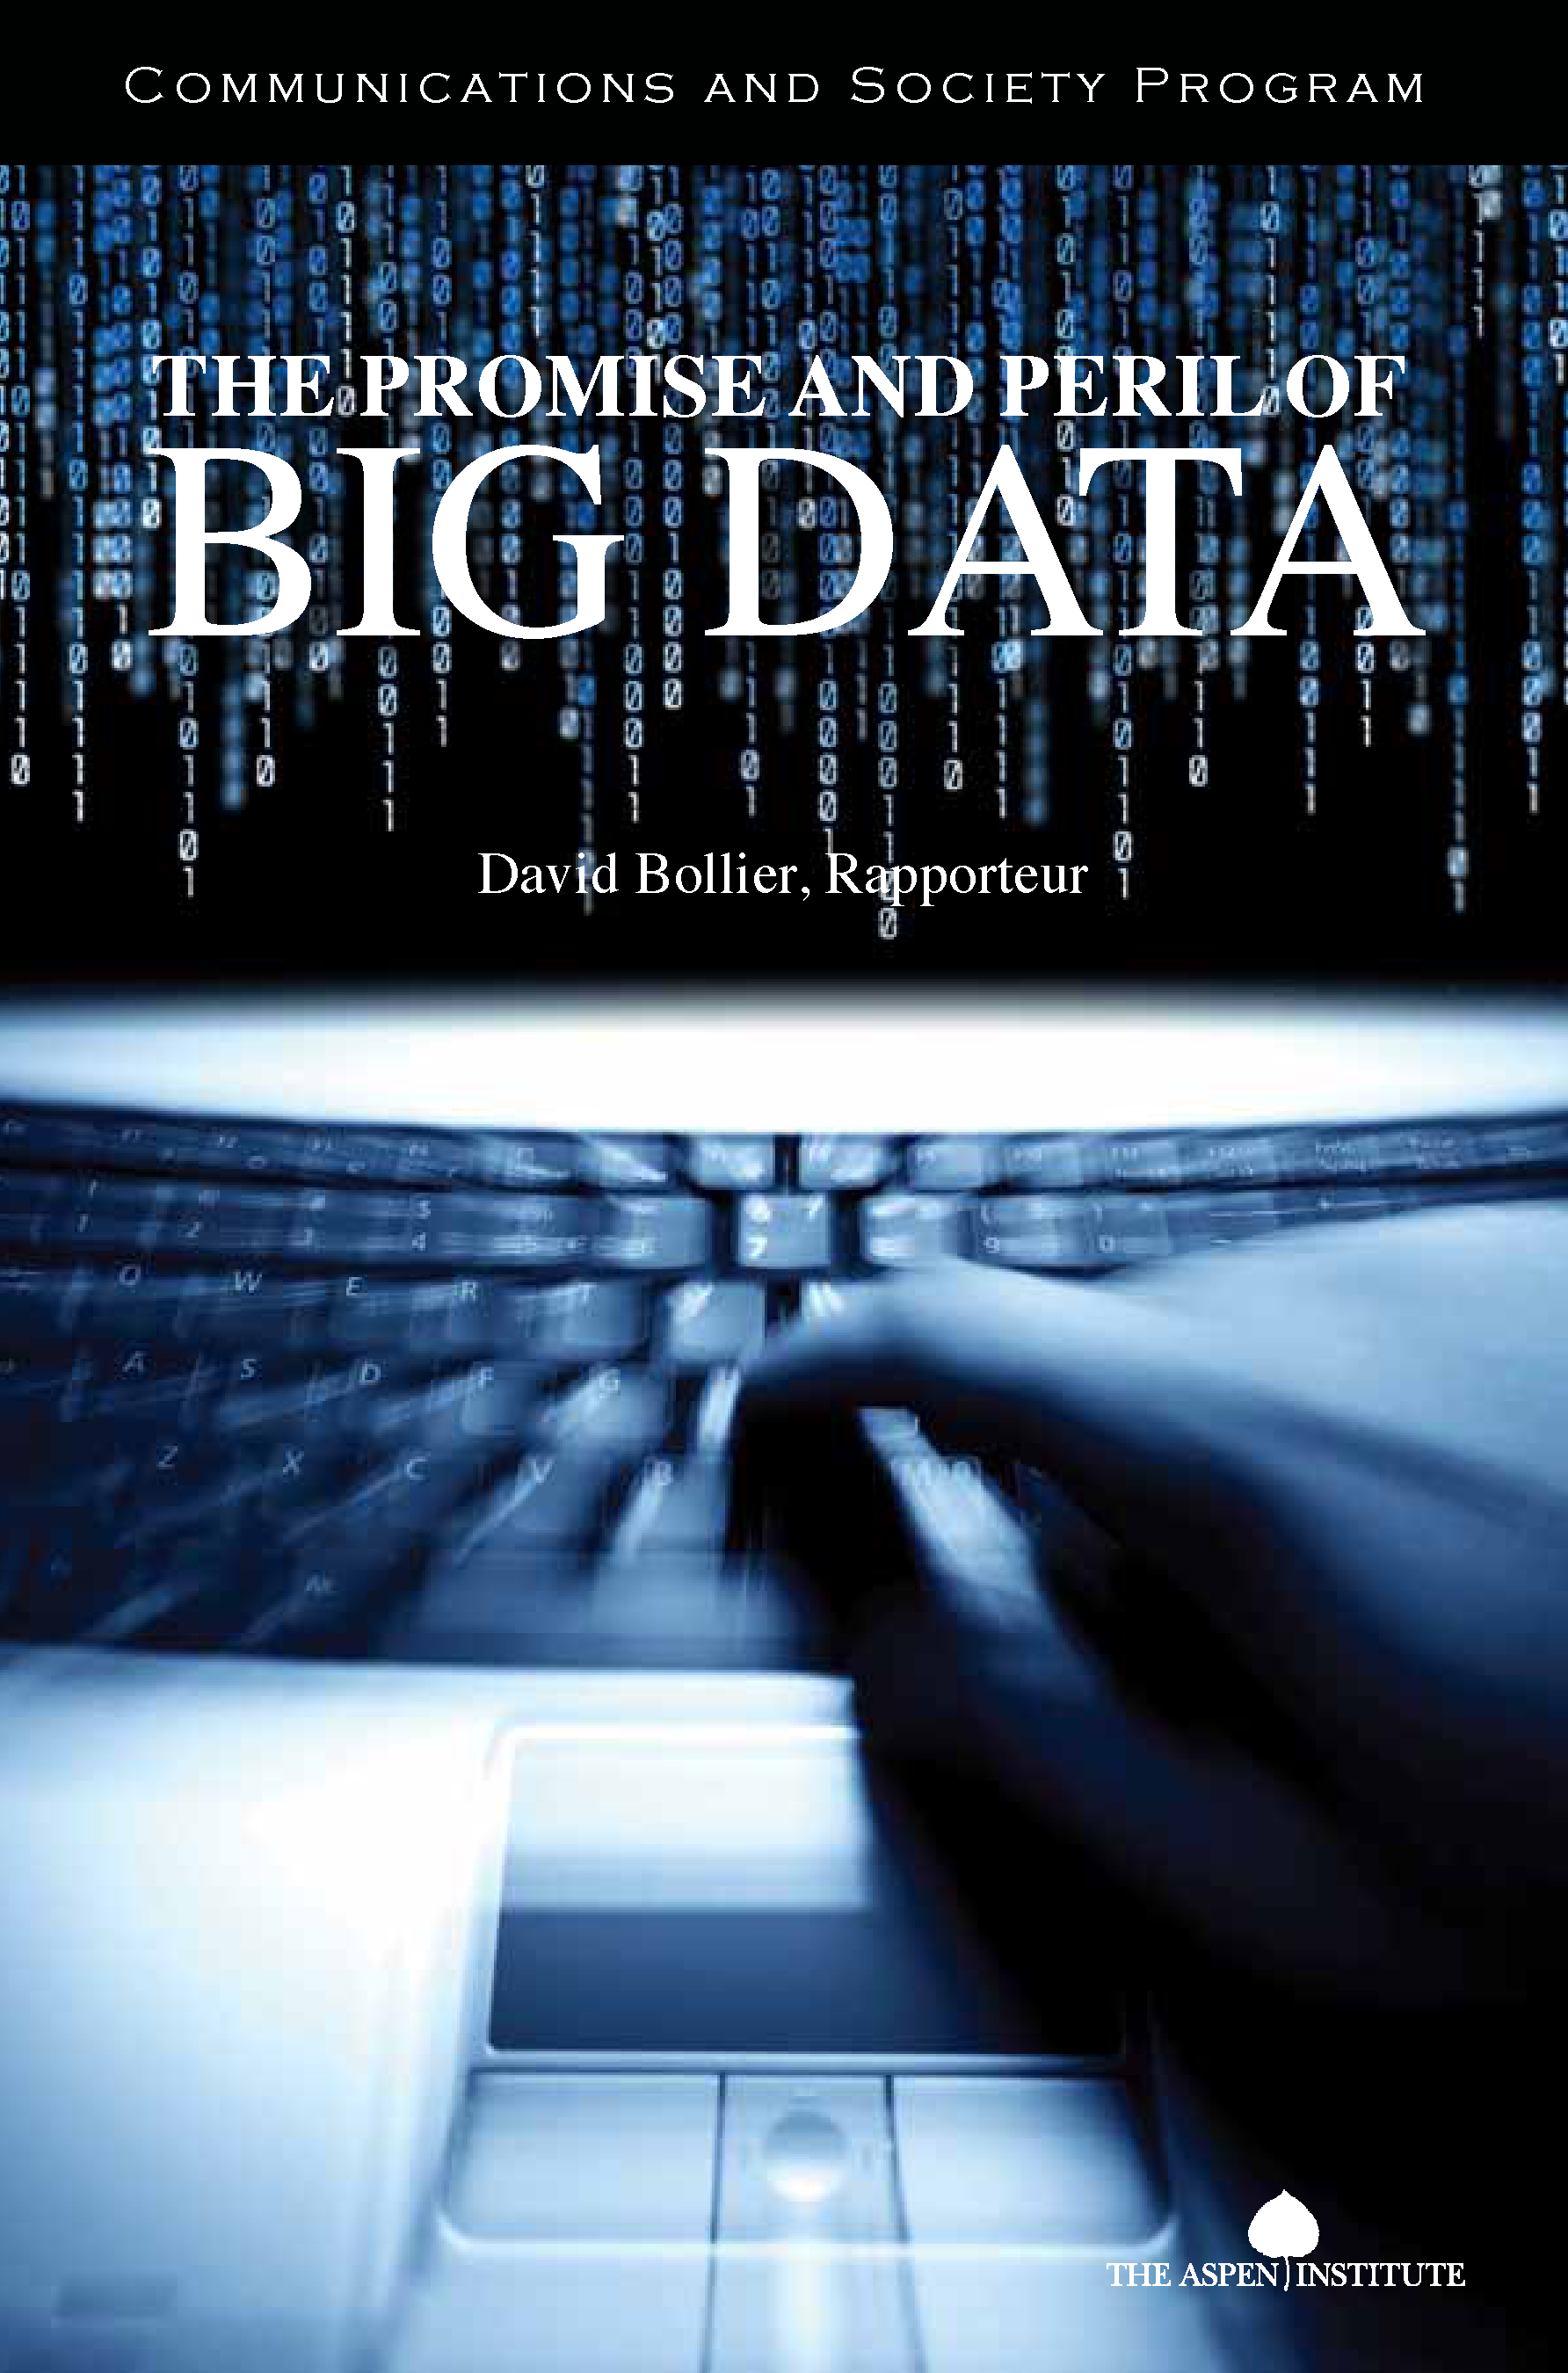 COMMUNICATIONS AND SOCIETY PROGRAM
THE PROMISE AND PERIL OF
BIG DATA
David Bollier, Rapporteur
THE ASPEN INSTITUTE